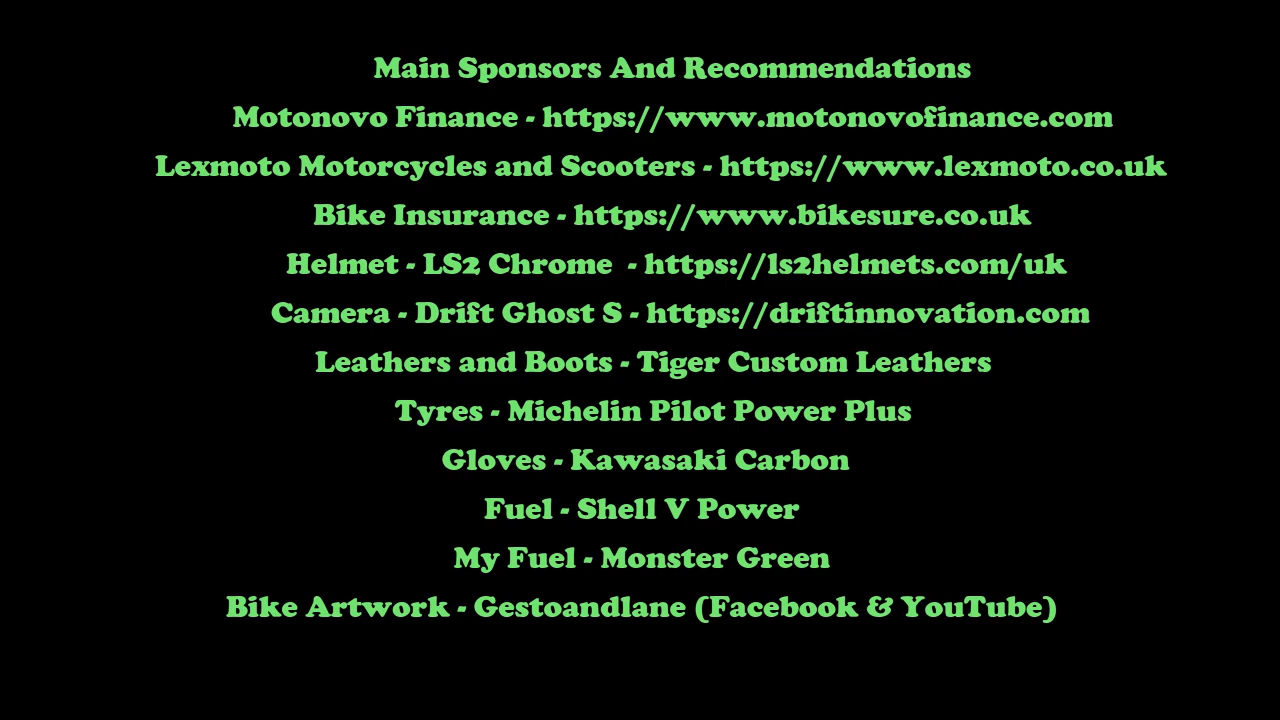 Main Sponsors And Recommendations
Motonovo Finance - https://www.motonovofinance.com
Lexmoto Motorcycles and Scooters - https://www.lexmoto.co.uk
Bike Insurance - https://www.bikesure.co.uk
Helmet - LS2 Chrome  - https://ls2helmets.com/uk
Camera - Drift Ghost S - https://driftinnovation.com
Leathers and Boots - Tiger Custom Leathers
Tyres - Michelin Pilot Power Plus
Gloves - Kawasaki Carbon
Fuel - Shell V Power
My Fuel - Monster Green
Bike Artwork - Gestoandlane (Facebook & YouTube)